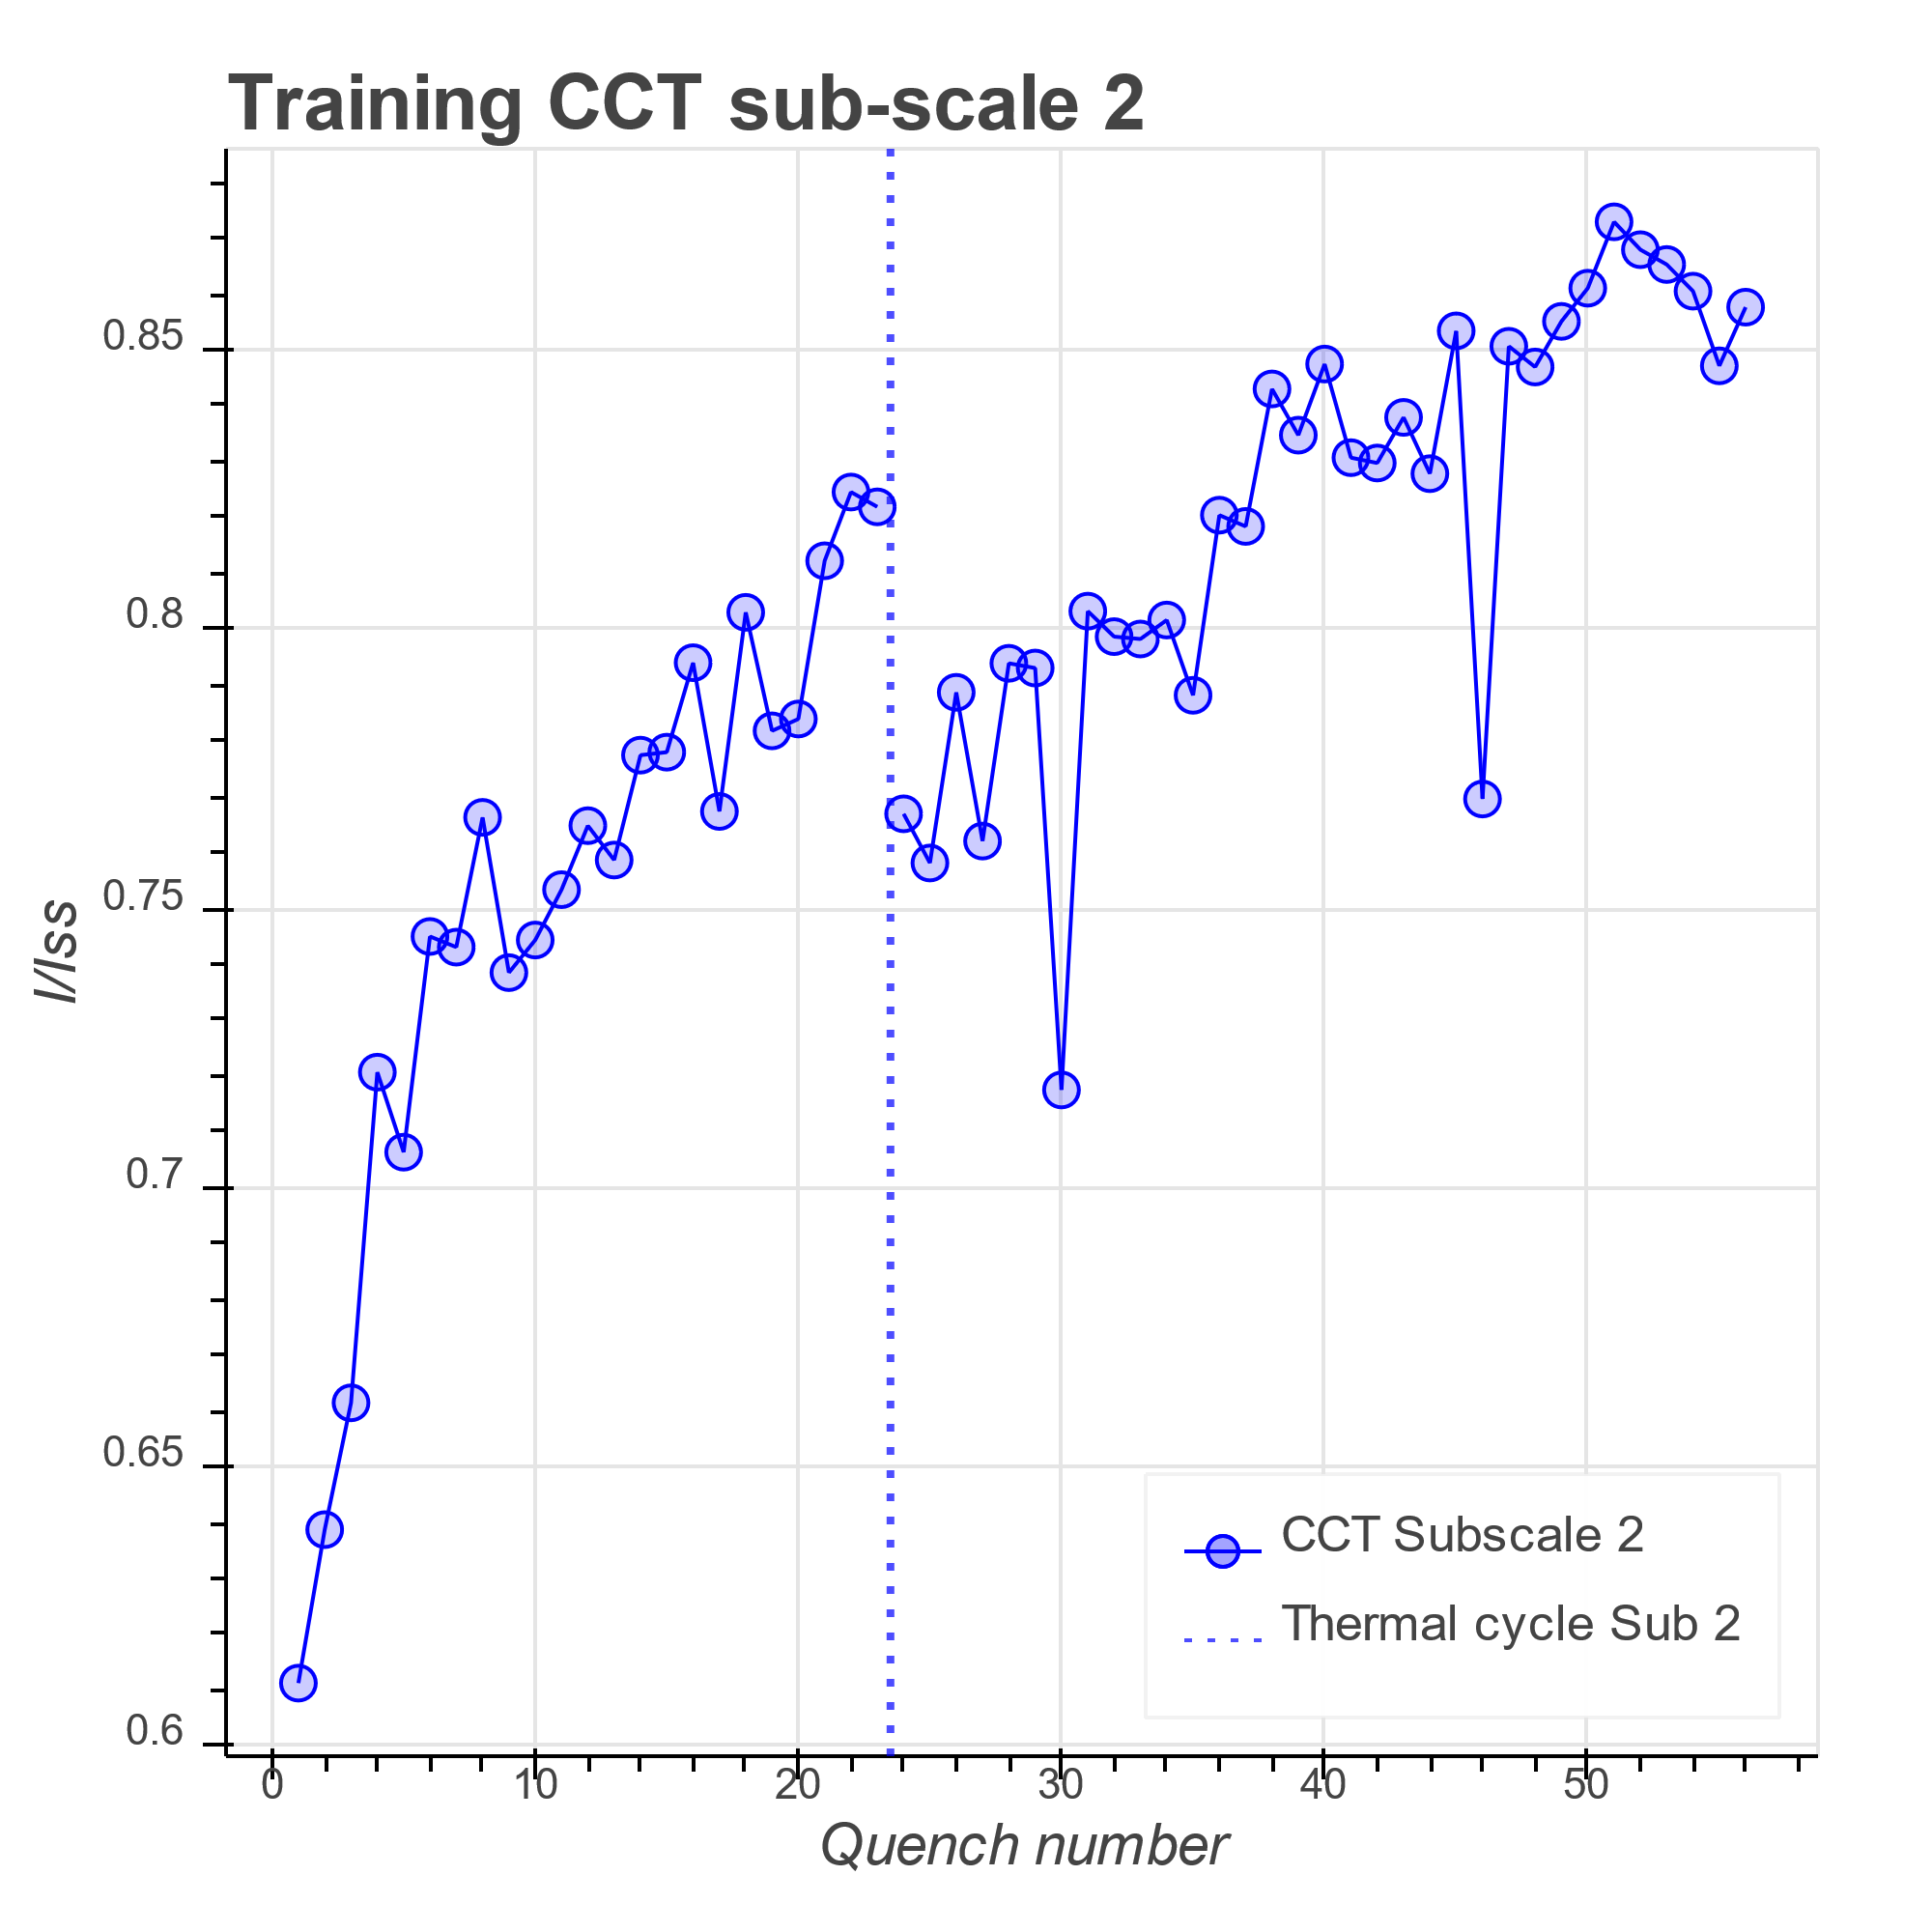 Training CCT sub-scale 2
0.85
0.8
0.75
0.7
0.65
0.6
I/Iss
CCT Subscale 2
Thermal cycle Sub 2
0 10 20 30 40 50
Quench number